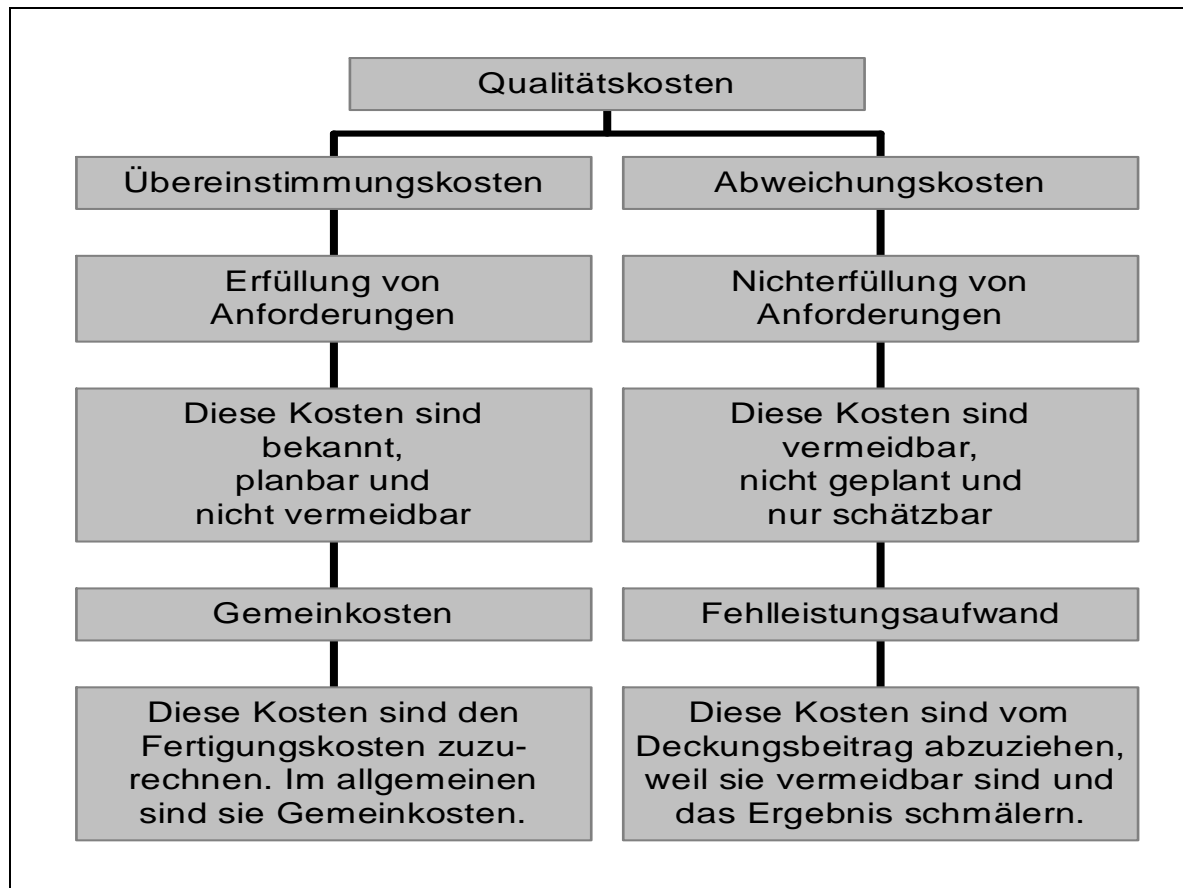 Qualitätskosten
Übereinstimmungskosten
Abweichungskosten
Erfüllung von
Anforderungen
Nichterfüllung von
Anforderungen
Diese Kosten sind
bekannt,
planbar und
nicht vermeidbar
Diese Kosten sind
vermeidbar,
nicht geplant und
nur schätzbar
Gemeinkosten
Fehlleistungsaufwand
Diese Kosten sind den
Fertigungskosten zuzu-
rechnen. Im allgemeinen
sind sie Gemeinkosten.
Diese Kosten sind vom
Deckungsbeitrag abzuziehen,
weil sie vermeidbar sind und
das Ergebnis schmälern.